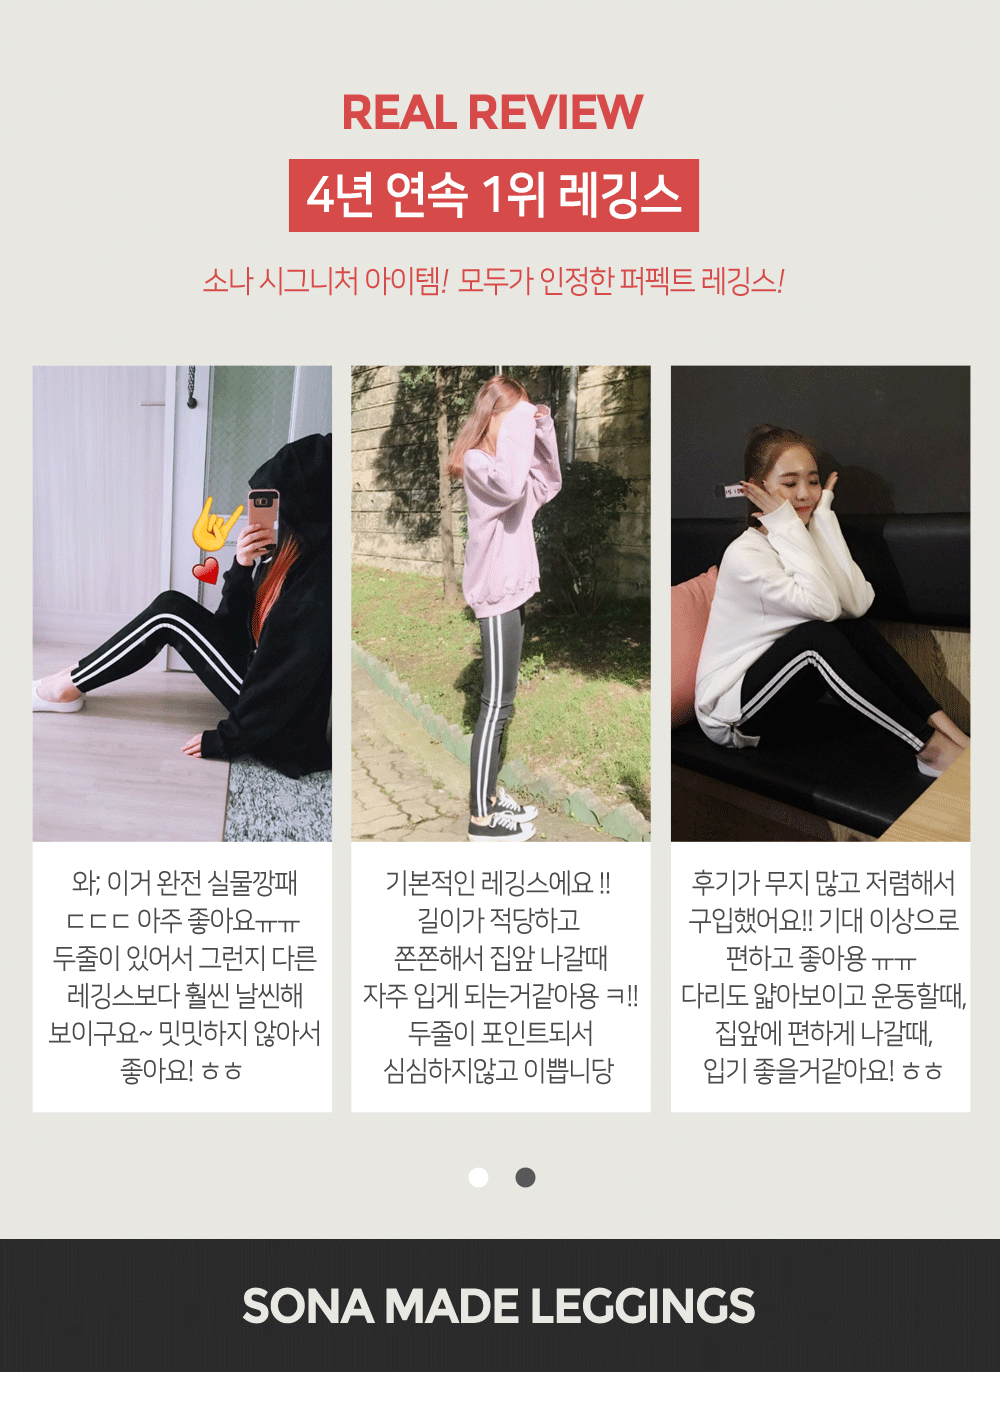 REAL REVIEW
4년 연속 1위 레깅스
소나 시그니처 아이템! 모두가 인정한 퍼펙트 레깅스!
와; 이거 완전 실물깡패
ㄷㄷㄷ 아주 좋아요ㅠㅠ
두줄이 있어서 그런지 다른
레깅스보다 훨씬 날씬해
보이구요~ 밋밋하지 않아서
좋아요! ㅎㅎ
기본적인 레깅스에요 !!
길이가 적당하고
쫀쫀해서 집앞 나갈때
자주 입게 되는거같아용 ㅋ!!
두줄이 포인트되서
심심하지않고 이쁩니당
후기가 무지 많고 저렴해서
구입했어요!! 기대 이상으로
편하고 좋아용 ㅠㅠ
다리도 얇아보이고 운동할때,
집앞에 편하게 나갈때,
입기 좋을거같아요! ㅎㅎ
SONA MADE LEGGINGS